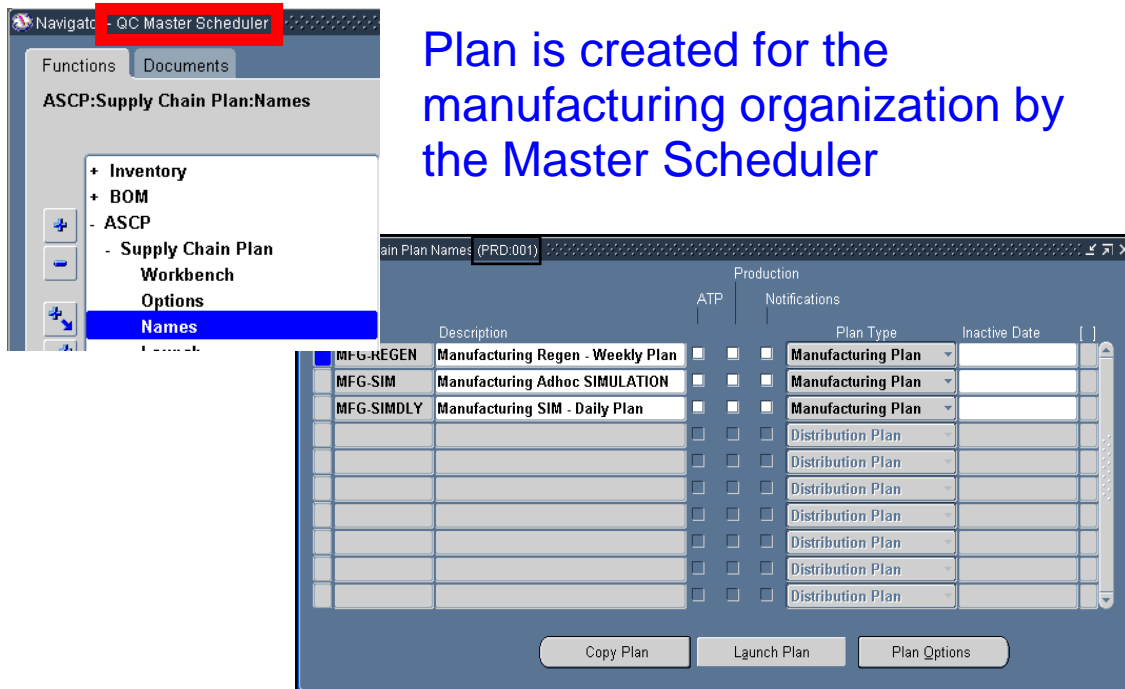 Navigato - QC Master Scheduler
Plan is created for the
manufacturing organization by
the Master Scheduler
Functions Documents
ASCP:Supply Chain Plan:Names
+ Inventory
+ BOM
- ASCP
- Supply Chain Plan
Workbench
Options
Names
Launch
ain Plan Names (PRD:001)
Production
ATP Notifications
Description Plan Type Inactive Date [ ]
MFG-REGEN Manufacturing Regen - Weekly Plan Manufacturing Plan
MFG-SIM Manufacturing Adhoc SIMULATION Manufacturing Plan
MFG-SIMDLY Manufacturing SIM - Daily Plan Manufacturing Plan
Distribution Plan
Distribution Plan
Distribution Plan
Distribution Plan
Distribution Plan
Distribution Plan
Distribution Plan
Copy Plan Launch Plan Plan Options